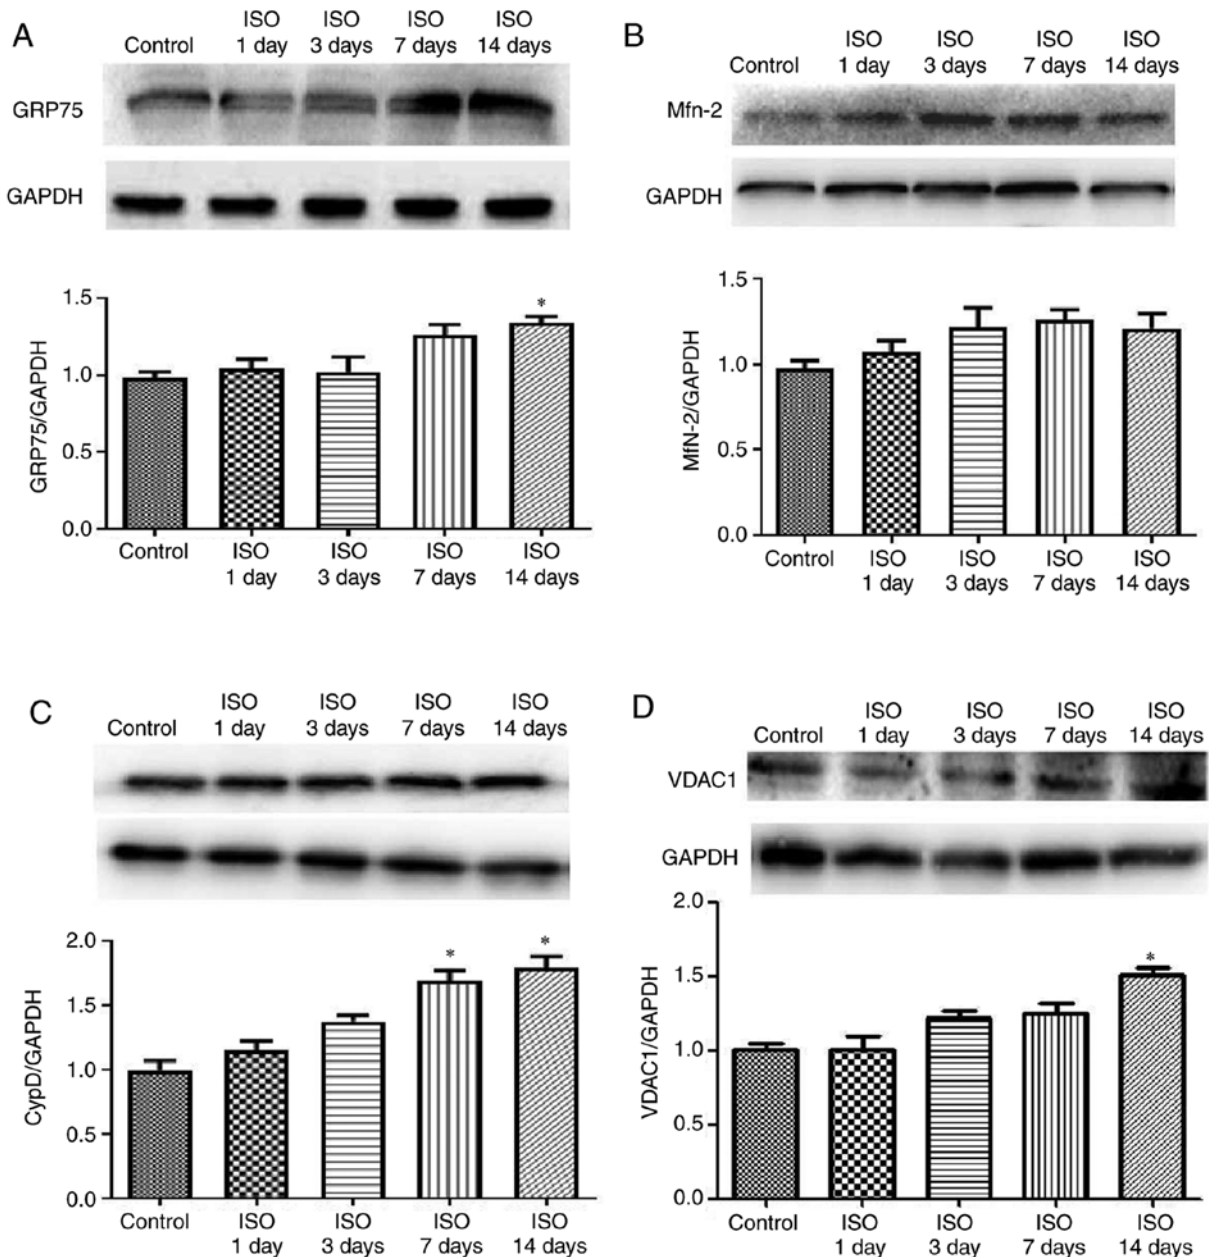 A
Control
ISO
1 day
ISO
3 days
ISO
7 days
ISO
14 days
GRP75
GAPDH
1.5
1.0
0.5
0.0
GRP75/GAPDH
*
Control
ISO
1 day
ISO
3 days
ISO
7 days
ISO
14 days
B
Control
ISO
1 day
ISO
3 days
ISO
7 days
ISO
14 days
Mfn-2
GAPDH
1.5
1.0
0.5
0.0
MfN-2/GAPDH
Control
ISO
1 day
ISO
3 days
ISO
7 days
ISO
14 days
C
Control
ISO
1 day
ISO
3 days
ISO
7 days
ISO
14 days
2.0
1.5
1.0
0.5
0.0
CypD/GAPDH
*
*
Control
ISO
1 day
ISO
3 days
ISO
7 days
ISO
14 days
D
Control
ISO
1 day
ISO
3 days
ISO
7 days
ISO
14 days
VDAC1
GAPDH
2.0
1.5
1.0
0.5
0.0
VDAC1/GAPDH
*
Control
ISO
1 day
ISO
3 day
ISO
7 days
ISO
14 days